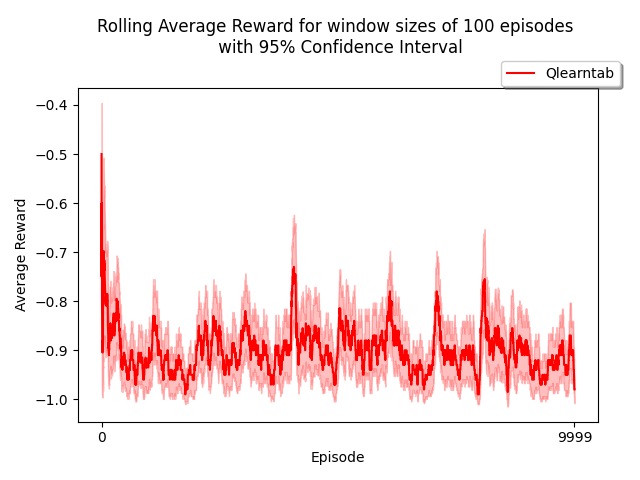 Rolling Average Reward for window sizes of 100 episodes
with 95% Confidence Interval
Qlearntab
−0.4
−0.5
−0.6
−0.7
−0.8
−0.9
−1.0
Average Reward
0
9999
Episode